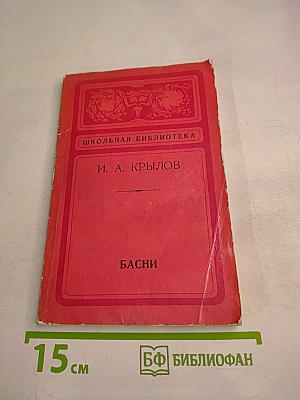 ШКОЛЬНАЯ БИБЛИОТЕКА
И. А. КРЫЛОВ
БАСНИ
15 см
БФ БИБЛИОФАН